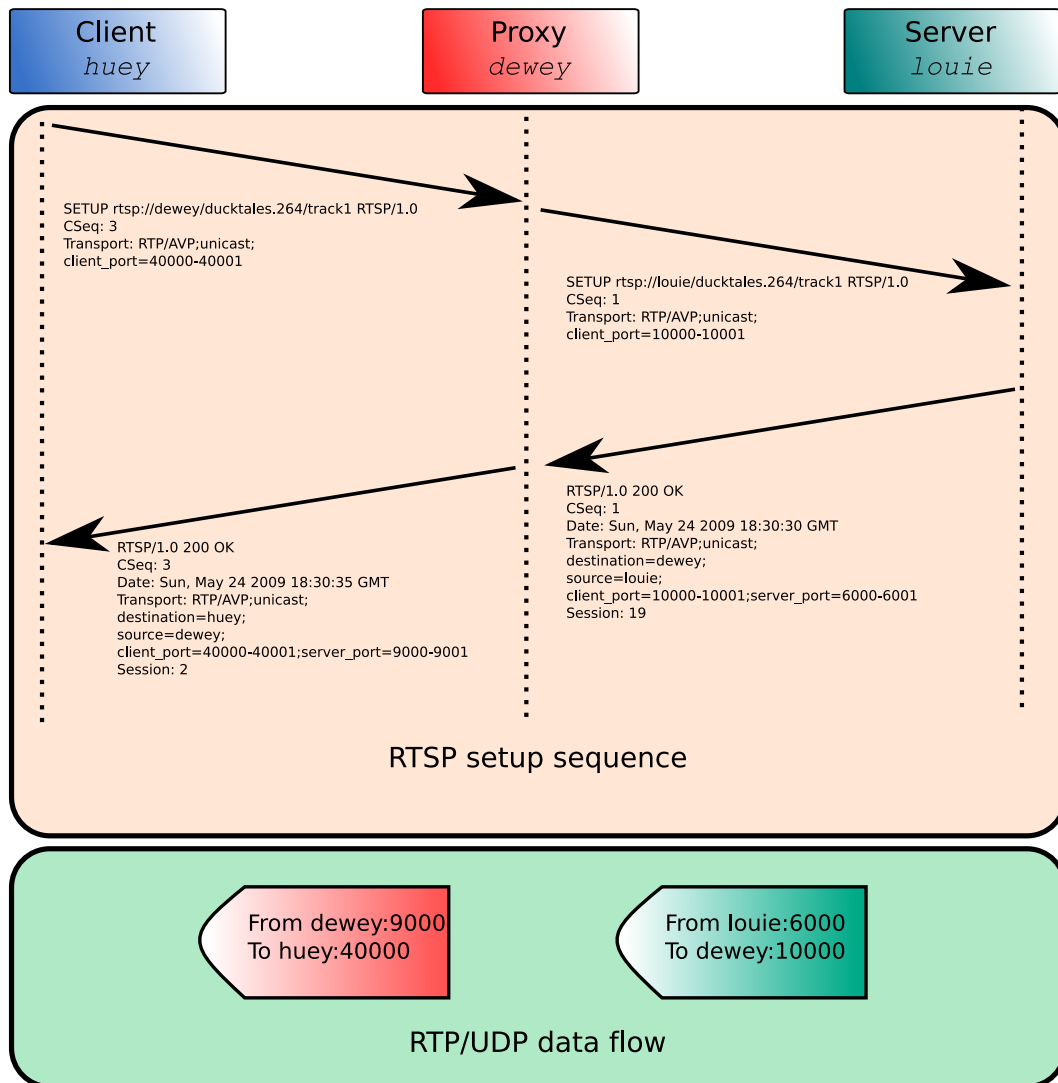 Client
huey
Proxy
dewey
Server
louie
SETUP rtsp://dewey/ducktales.264/track1 RTSP/1.0
CSeq: 3
Transport: RTP/AVP;unicast;
client_port=40000-40001
SETUP rtsp://louie/ducktales.264/track1 RTSP/1.0
CSeq: 1
Transport: RTP/AVP;unicast;
client_port=10000-10001
RTSP/1.0 200 OK
CSeq: 1
Date: Sun, May 24 2009 18:30:30 GMT
Transport: RTP/AVP;unicast;
destination=dewey;
source=louie;
client_port=10000-10001;server_port=6000-6001
Session: 19
RTSP/1.0 200 OK
CSeq: 3
Date: Sun, May 24 2009 18:30:35 GMT
Transport: RTP/AVP;unicast;
destination=huey;
source=dewey;
client_port=40000-40001;server_port=9000-9001
Session: 2
RTSP setup sequence
From dewey:9000
To huey:40000
From louie:6000
To dewey:10000
RTP/UDP data flow